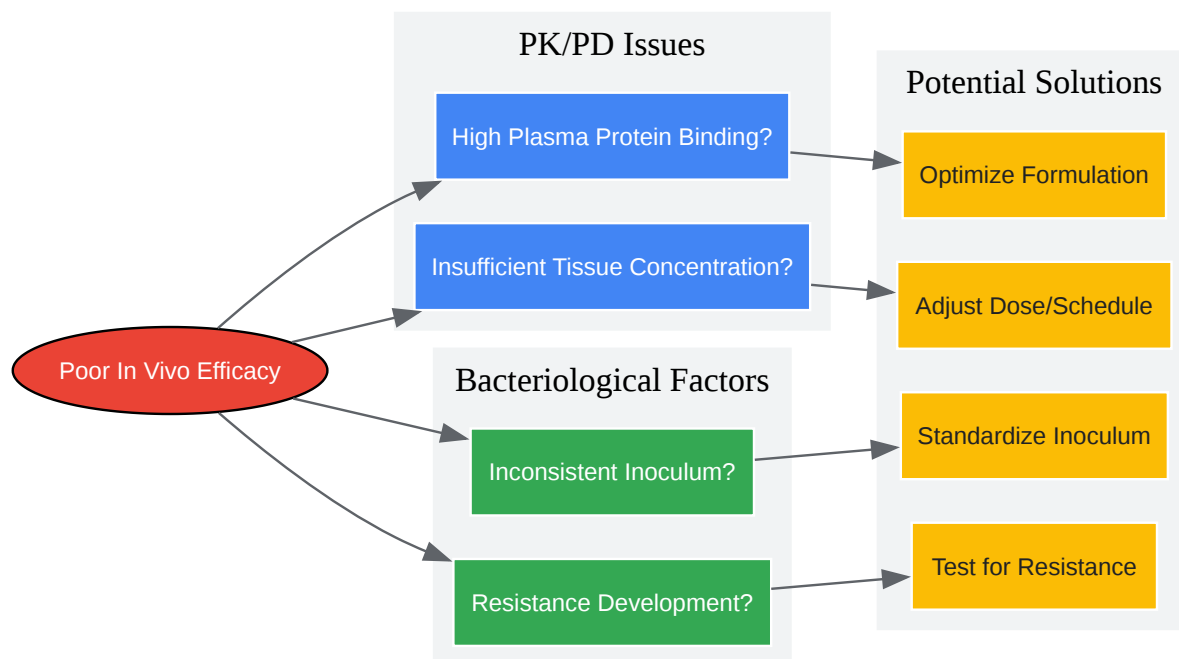 PK/PD Issues
High Plasma Protein Binding?
Insufficient Tissue Concentration?
Poor In Vivo Efficacy
Bacteriological Factors
Inconsistent Inoculum?
Resistance Development?
Potential Solutions
Optimize Formulation
Adjust Dose/Schedule
Standardize Inoculum
Test for Resistance